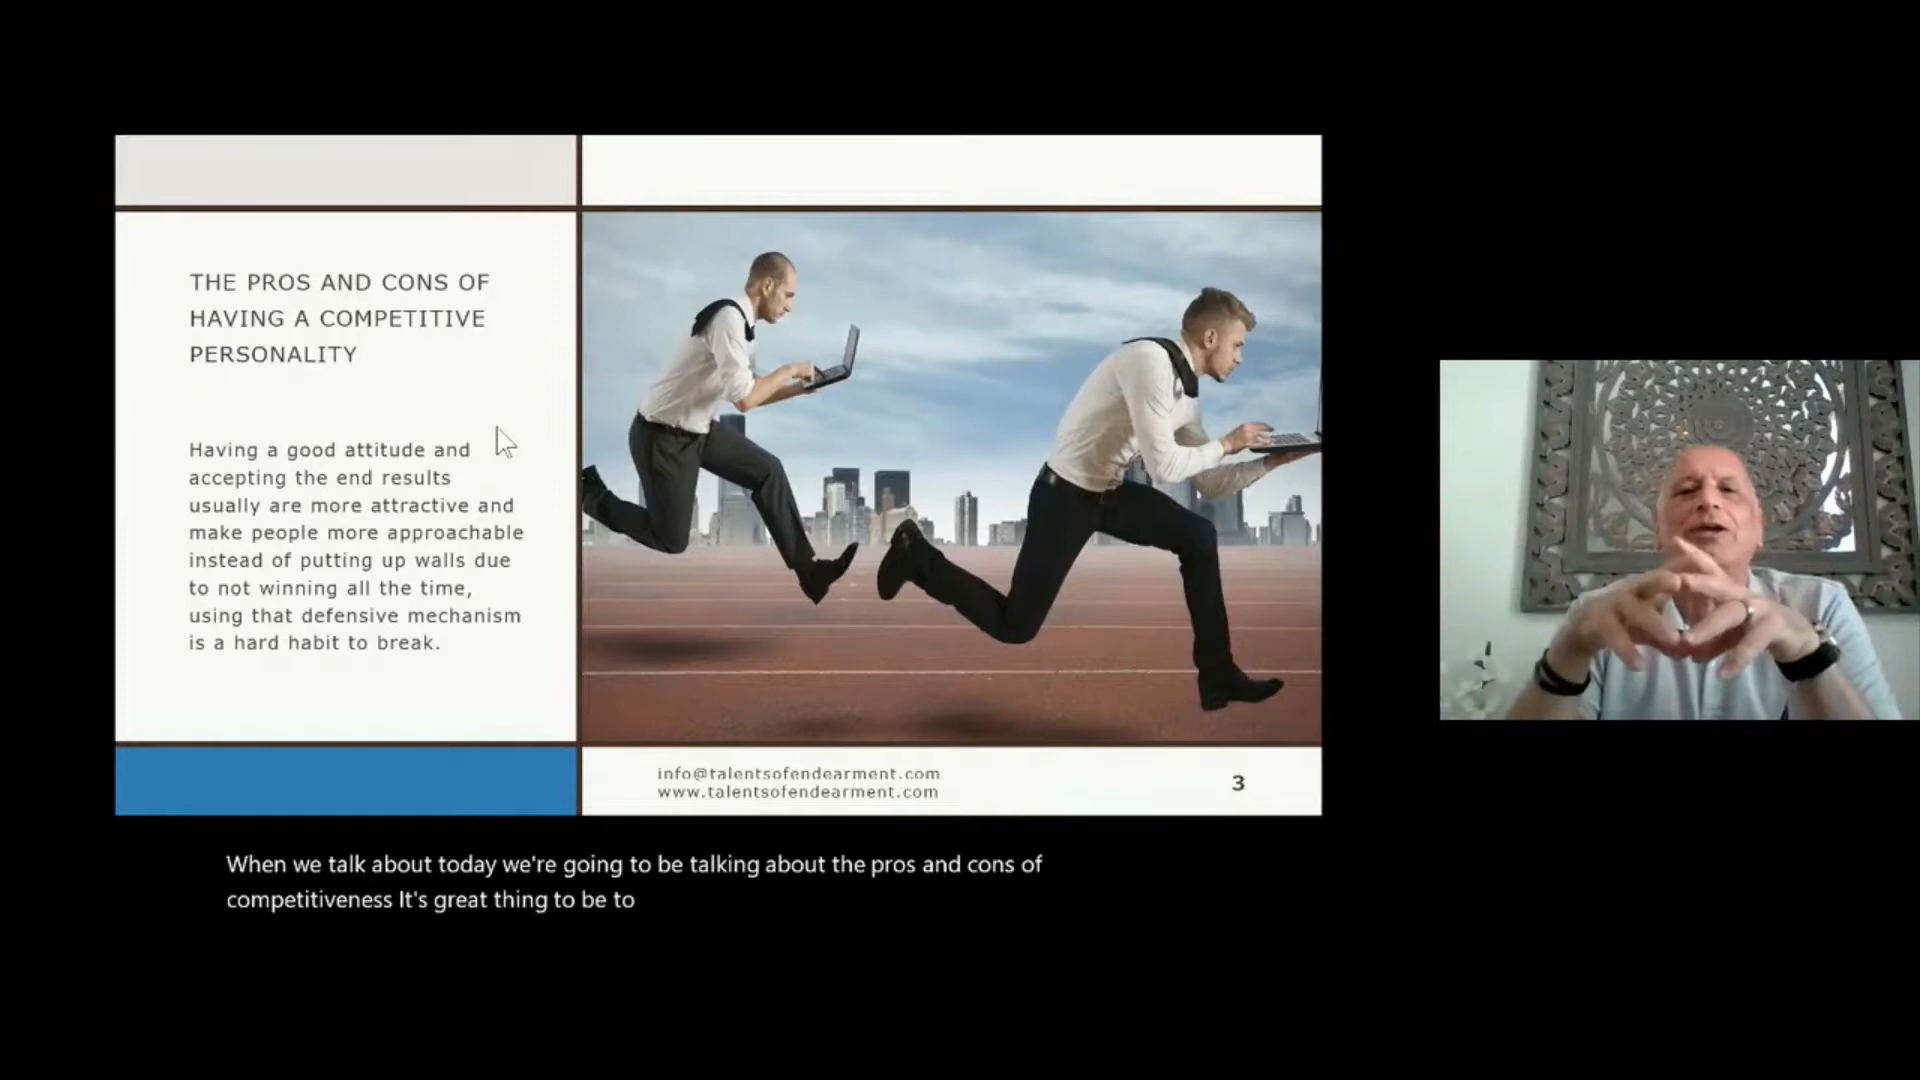 THE PROS AND CONS OF
HAVING A COMPETITIVE
PERSONALITY
Having a good attitude and
accepting the end results
usually are more attractive and
make people more approachable
instead of putting up walls due
to not winning all the time,
using that defensive mechanism
is a hard habit to break.
info@talentsofendearment.com
www.talentsofendearment.com
3
When we talk about today we're going to be talking about the pros and cons of
competitiveness It's great thing to be to